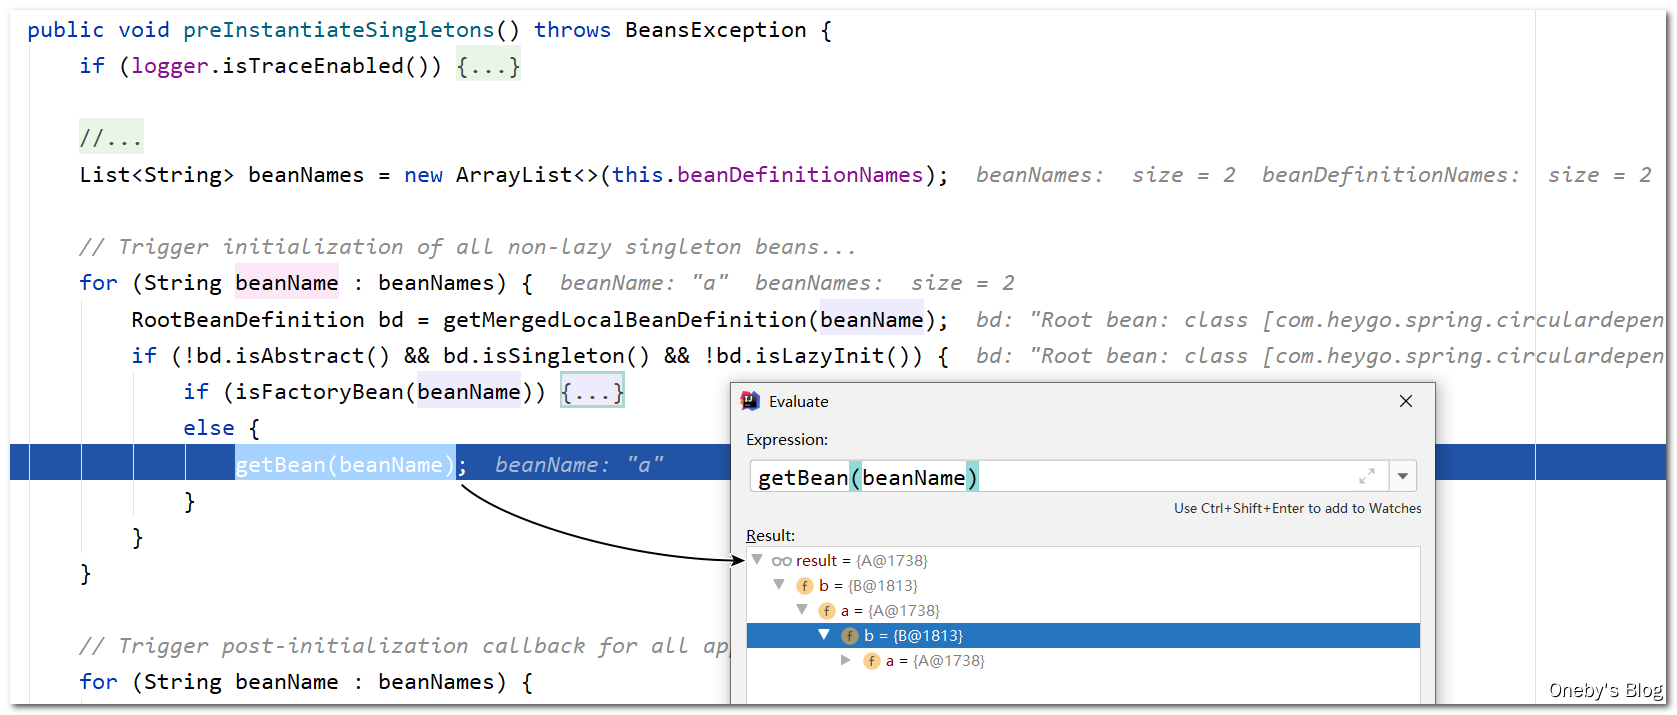 public void preInstantiateSingletons() throws BeansException {
if (logger.isTraceEnabled()) {...}
//...
List<String> beanNames = new ArrayList<>(this.beanDefinitionNames); beanNames: size = 2 beanDefinitionNames: size = 2
// Trigger initialization of all non-lazy singleton beans...
for (String beanName : beanNames) { beanName: "a" beanNames: size = 2
RootBeanDefinition bd = getMergedLocalBeanDefinition(beanName); bd: "Root bean: class [com.heygo.spring.circulardepen
if (!bd.isAbstract() && bd.isSingleton() && !bd.isLazyInit()) { bd: "Root bean: class [com.heygo.spring.circulardepen
if (isFactoryBean(beanName)) {...}
else {
getBean(beanName); beanName: "a"
}
}
}
// Trigger post-initialization callback for all ap
for (String beanName : beanNames) {
Evaluate
Expression:
getBean(beanName)
Use Ctrl+Shift+Enter to add to Watches
Result:
result = {A@1738}
f b = {B@1813}
f a = {A@1738}
f b = {B@1813}
f a = {A@1738}
Oneby's Blog